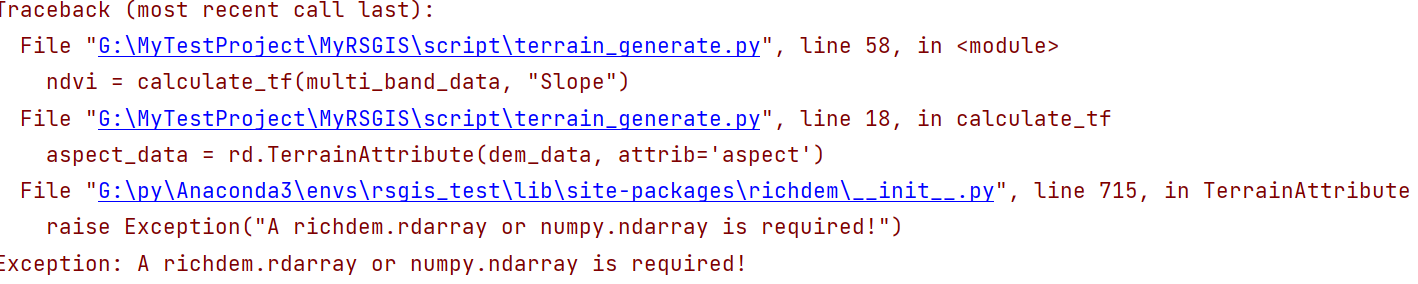 Traceback (most recent call last):
  File "G:\MyTestProject\MyRSGIS\script\terrain_generate.py", line 58, in <module>
    ndvi = calculate_tf(multi_band_data, "Slope")
  File "G:\MyTestProject\MyRSGIS\script\terrain_generate.py", line 18, in calculate_tf
    aspect_data = rd.TerrainAttribute(dem_data, attrib='aspect')
  File "G:\py\Anaconda3\envs\rsgis_test\lib\site-packages\richdem\__init__.py", line 715, in TerrainAttribute
    raise Exception("A richdem.rdarray or numpy.ndarray is required!")
Exception: A richdem.rdarray or numpy.ndarray is required!